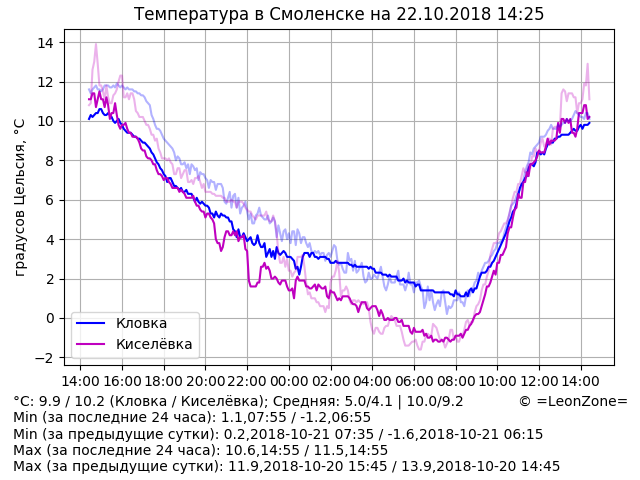 Температура в Смоленске на 22.10.2018 14:25
градусов Цельсия, °C
14
12
10
8
6
4
2
0
−2
Кловка
Киселёвка
14:00 16:00 18:00 20:00 22:00 00:00 02:00 04:00 06:00 08:00 10:00 12:00 14:00
°C: 9.9 / 10.2 (Кловка / Киселёвка); Средняя: 5.0/4.1 | 10.0/9.2 © =LeonZone=
Min (за последние 24 часа): 1.1,07:55 / -1.2,06:55
Min (за предыдущие сутки): 0.2,2018-10-21 07:35 / -1.6,2018-10-21 06:15
Max (за последние 24 часа): 10.6,14:55 / 11.5,14:55
Max (за предыдущие сутки): 11.9,2018-10-20 15:45 / 13.9,2018-10-20 14:45